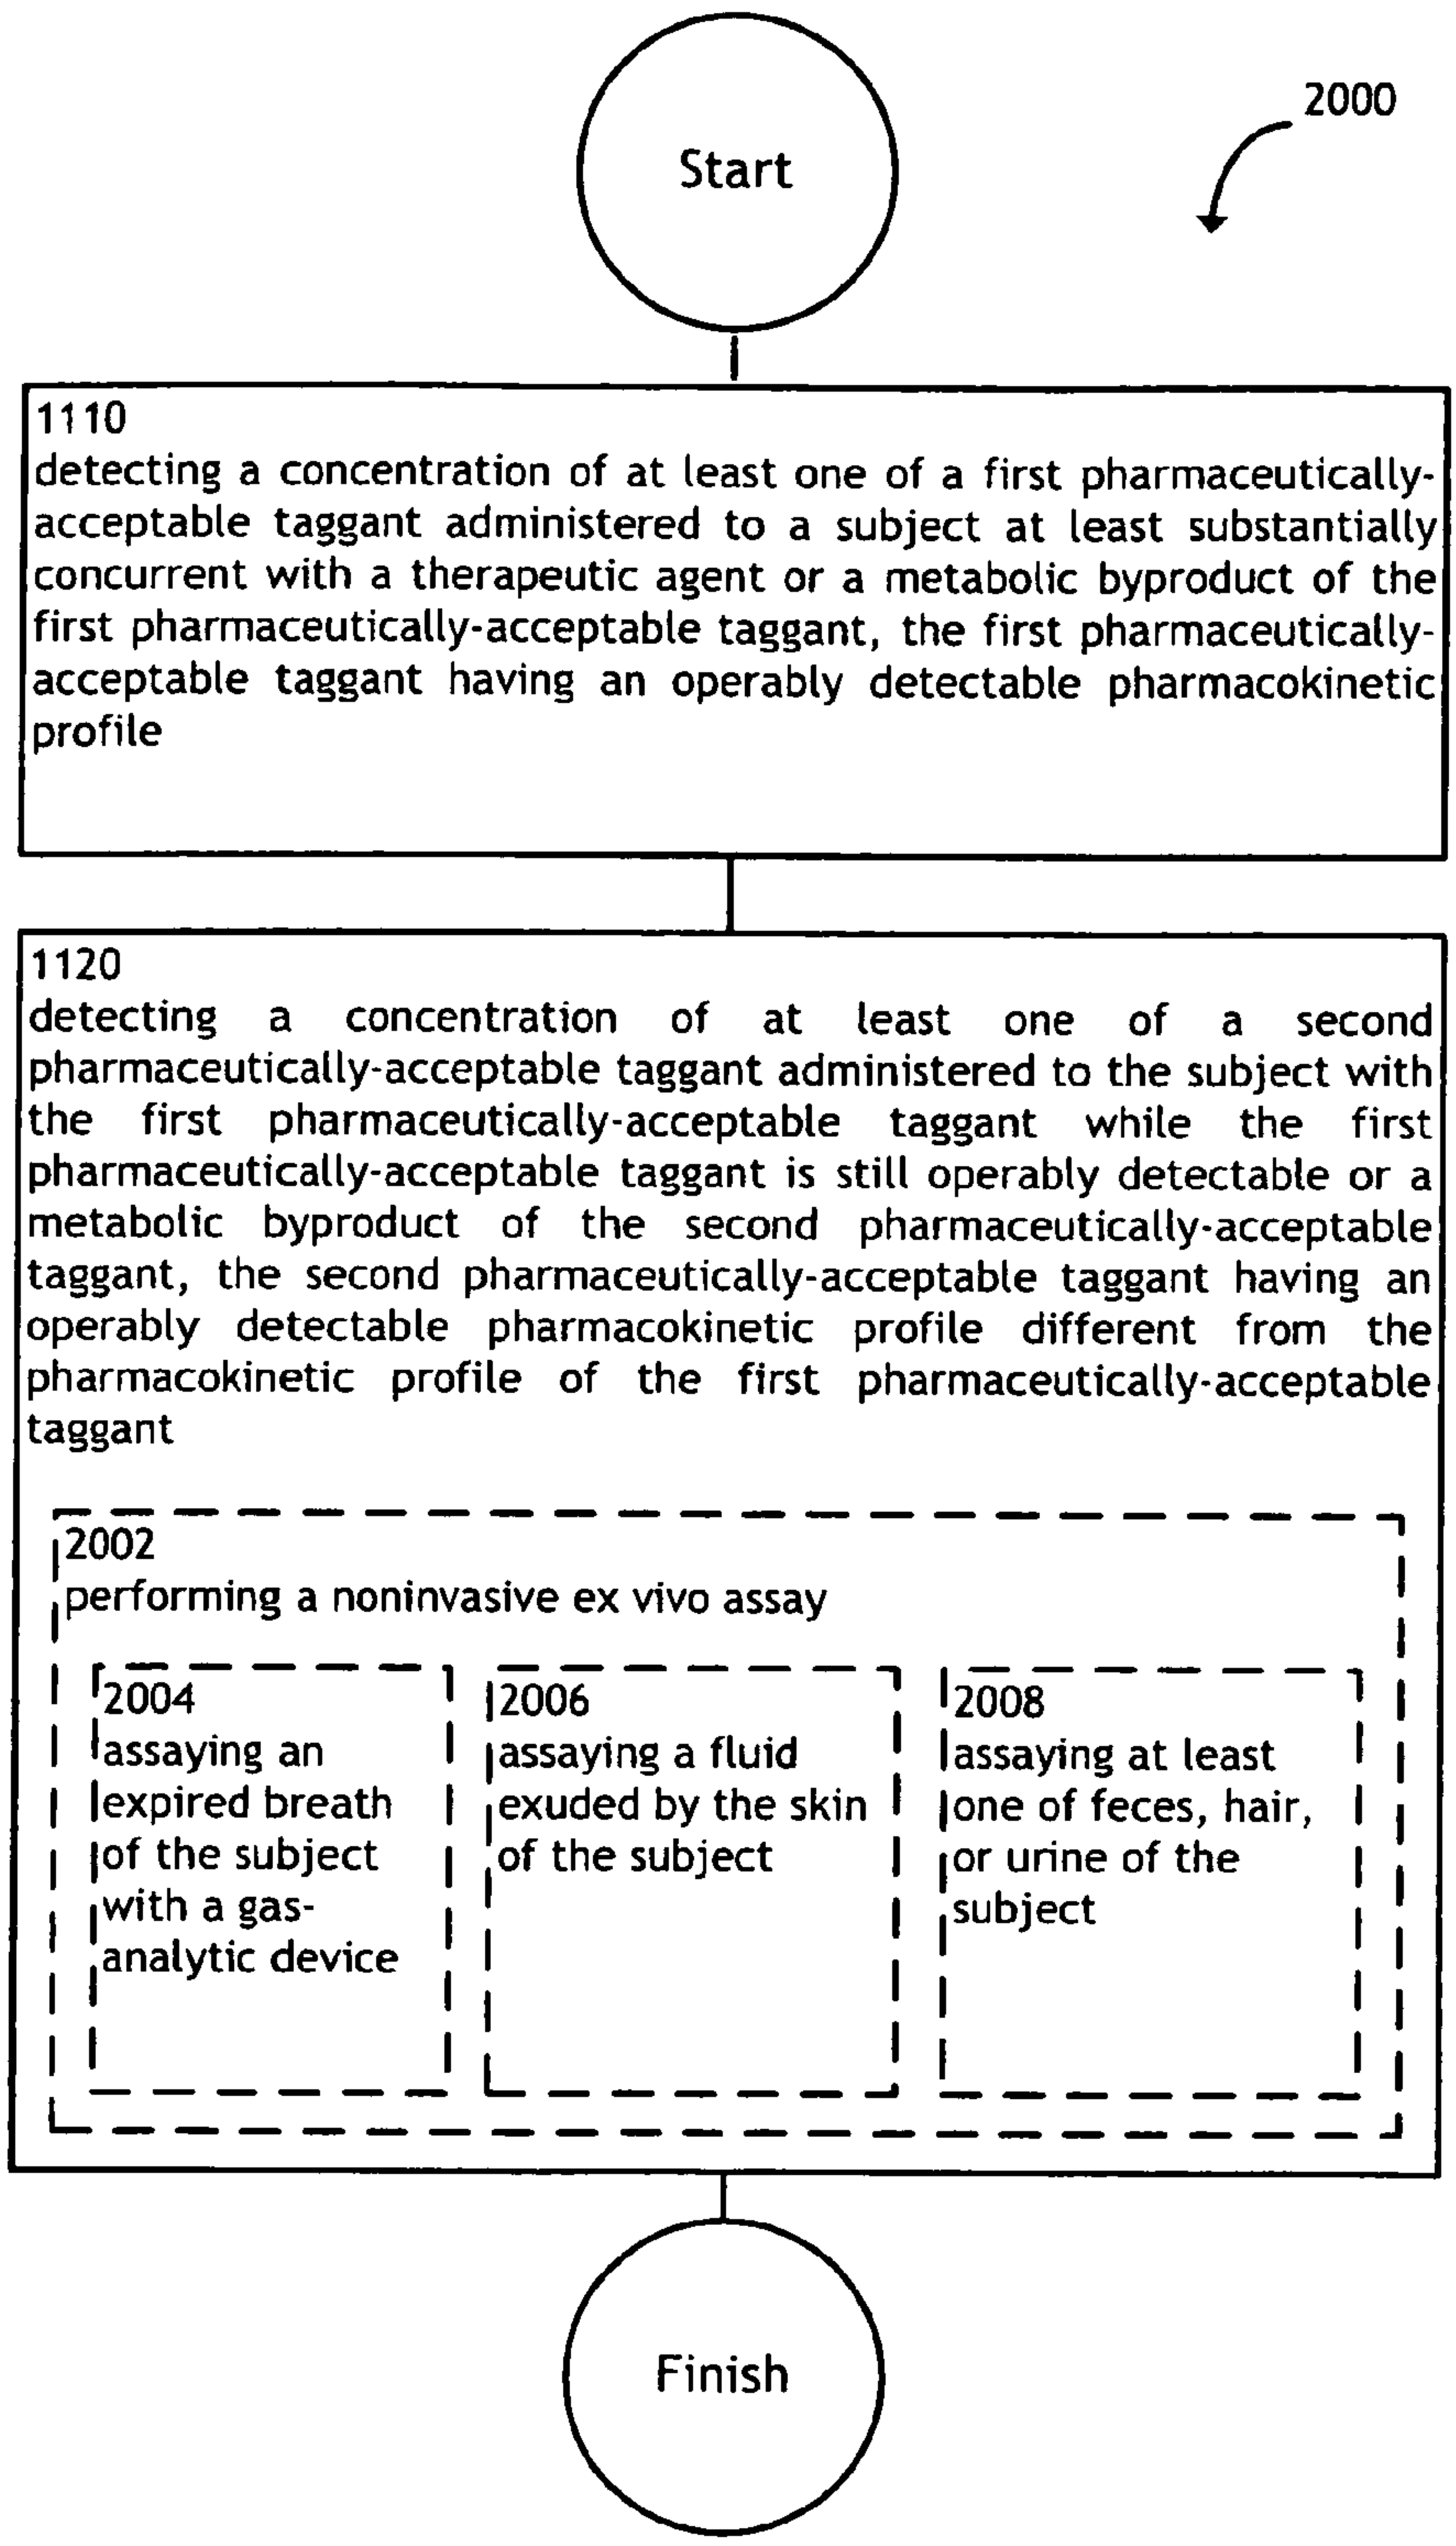 Start
2000
1110
detecting a concentration of at least one of a first pharmaceutically-
acceptable taggant administered to a subject at least substantially
concurrent with a therapeutic agent or a metabolic byproduct of the
first pharmaceutically-acceptable taggant, the first pharmaceutically-
acceptable taggant having an operably detectable pharmacokinetic
profile
1120
detecting a concentration of at least one of a second
pharmaceutically-acceptable taggant administered to the subject with
the first pharmaceutically-acceptable taggant while the first
pharmaceutically-acceptable taggant is still operably detectable or a
metabolic byproduct of the second pharmaceutically-acceptable
taggant, the second pharmaceutically-acceptable taggant having an
operably detectable pharmacokinetic profile different from the
pharmacokinetic profile of the first pharmaceutically-acceptable
taggant
2002
performing a noninvasive ex vivo assay
2004
assaying an
expired breath
of the subject
with a gas-
analytic device
2006
assaying a fluid
exuded by the skin
of the subject
2008
assaying at least
one of feces, hair,
or urine of the
subject
Finish